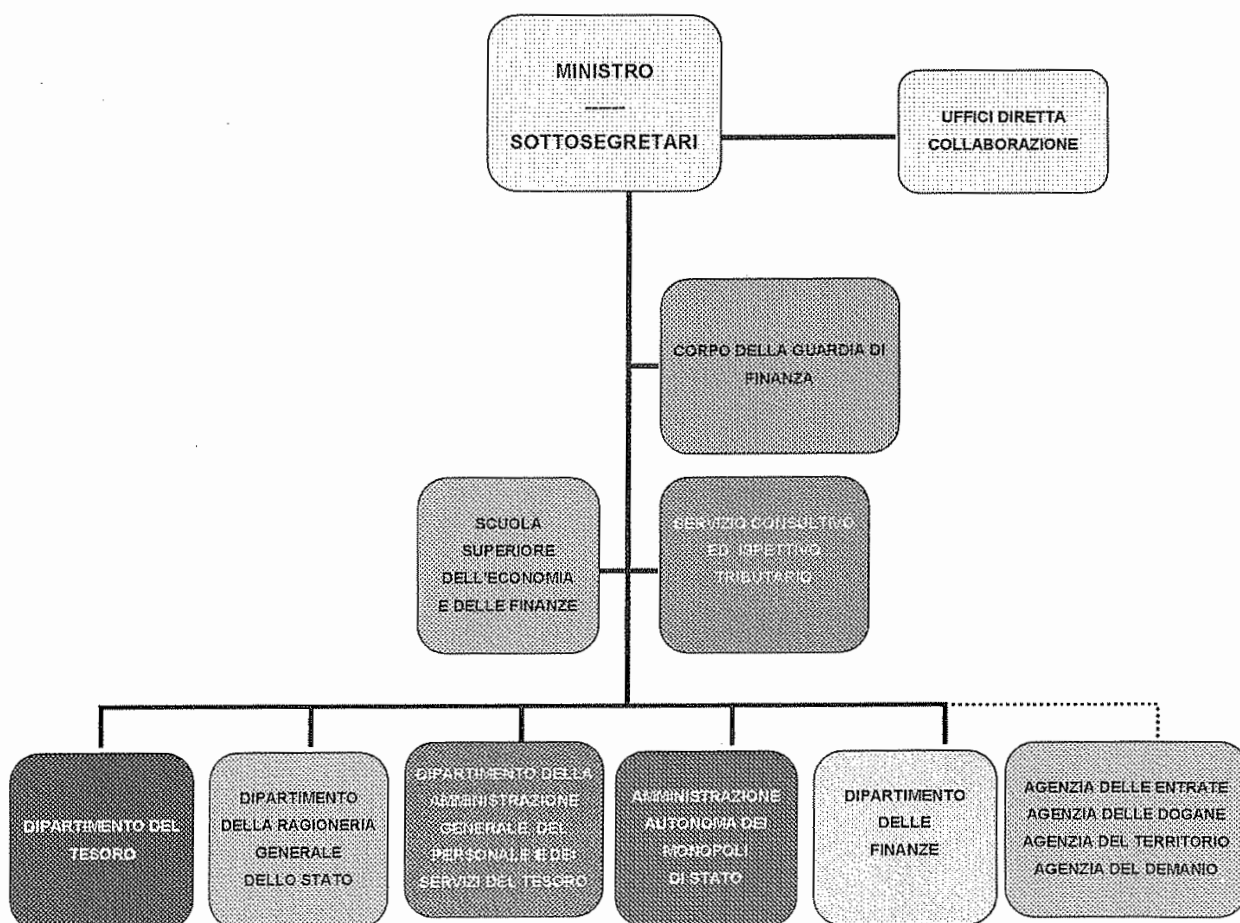 MINISTRO
----
SOTTOSEGRETARI
UFFICI DIRETTA
COLLABORAZIONE
CORPO DELLA GUARDIA DI
FINANZA
SCUOLA
SUPERIORE
DELL'ECONOMIA
E DELLE FINANZE
SERVIZIO CONSULTIVO
ED ISPETTIVO
TRIBUTARIO
DIPARTIMENTO DEL
TESORO
DIPARTIMENTO
DELLA RAGIONERIA
GENERALE
DELLO STATO
DIPARTIMENTO DELLA
AMMINISTRAZIONE
GENERALE, DEL
PERSONALE E DEI
SERVIZI DEL TESORO
AMMINISTRAZIONE
AUTONOMA DEI
MONOPOLI
DI STATO
DIPARTIMENTO
DELLE
FINANZE
AGENZIA DELLE ENTRATE
AGENZIA DELLE DOGANE
AGENZIA DEL TERRITORIO
AGENZIA DEL DEMANIO